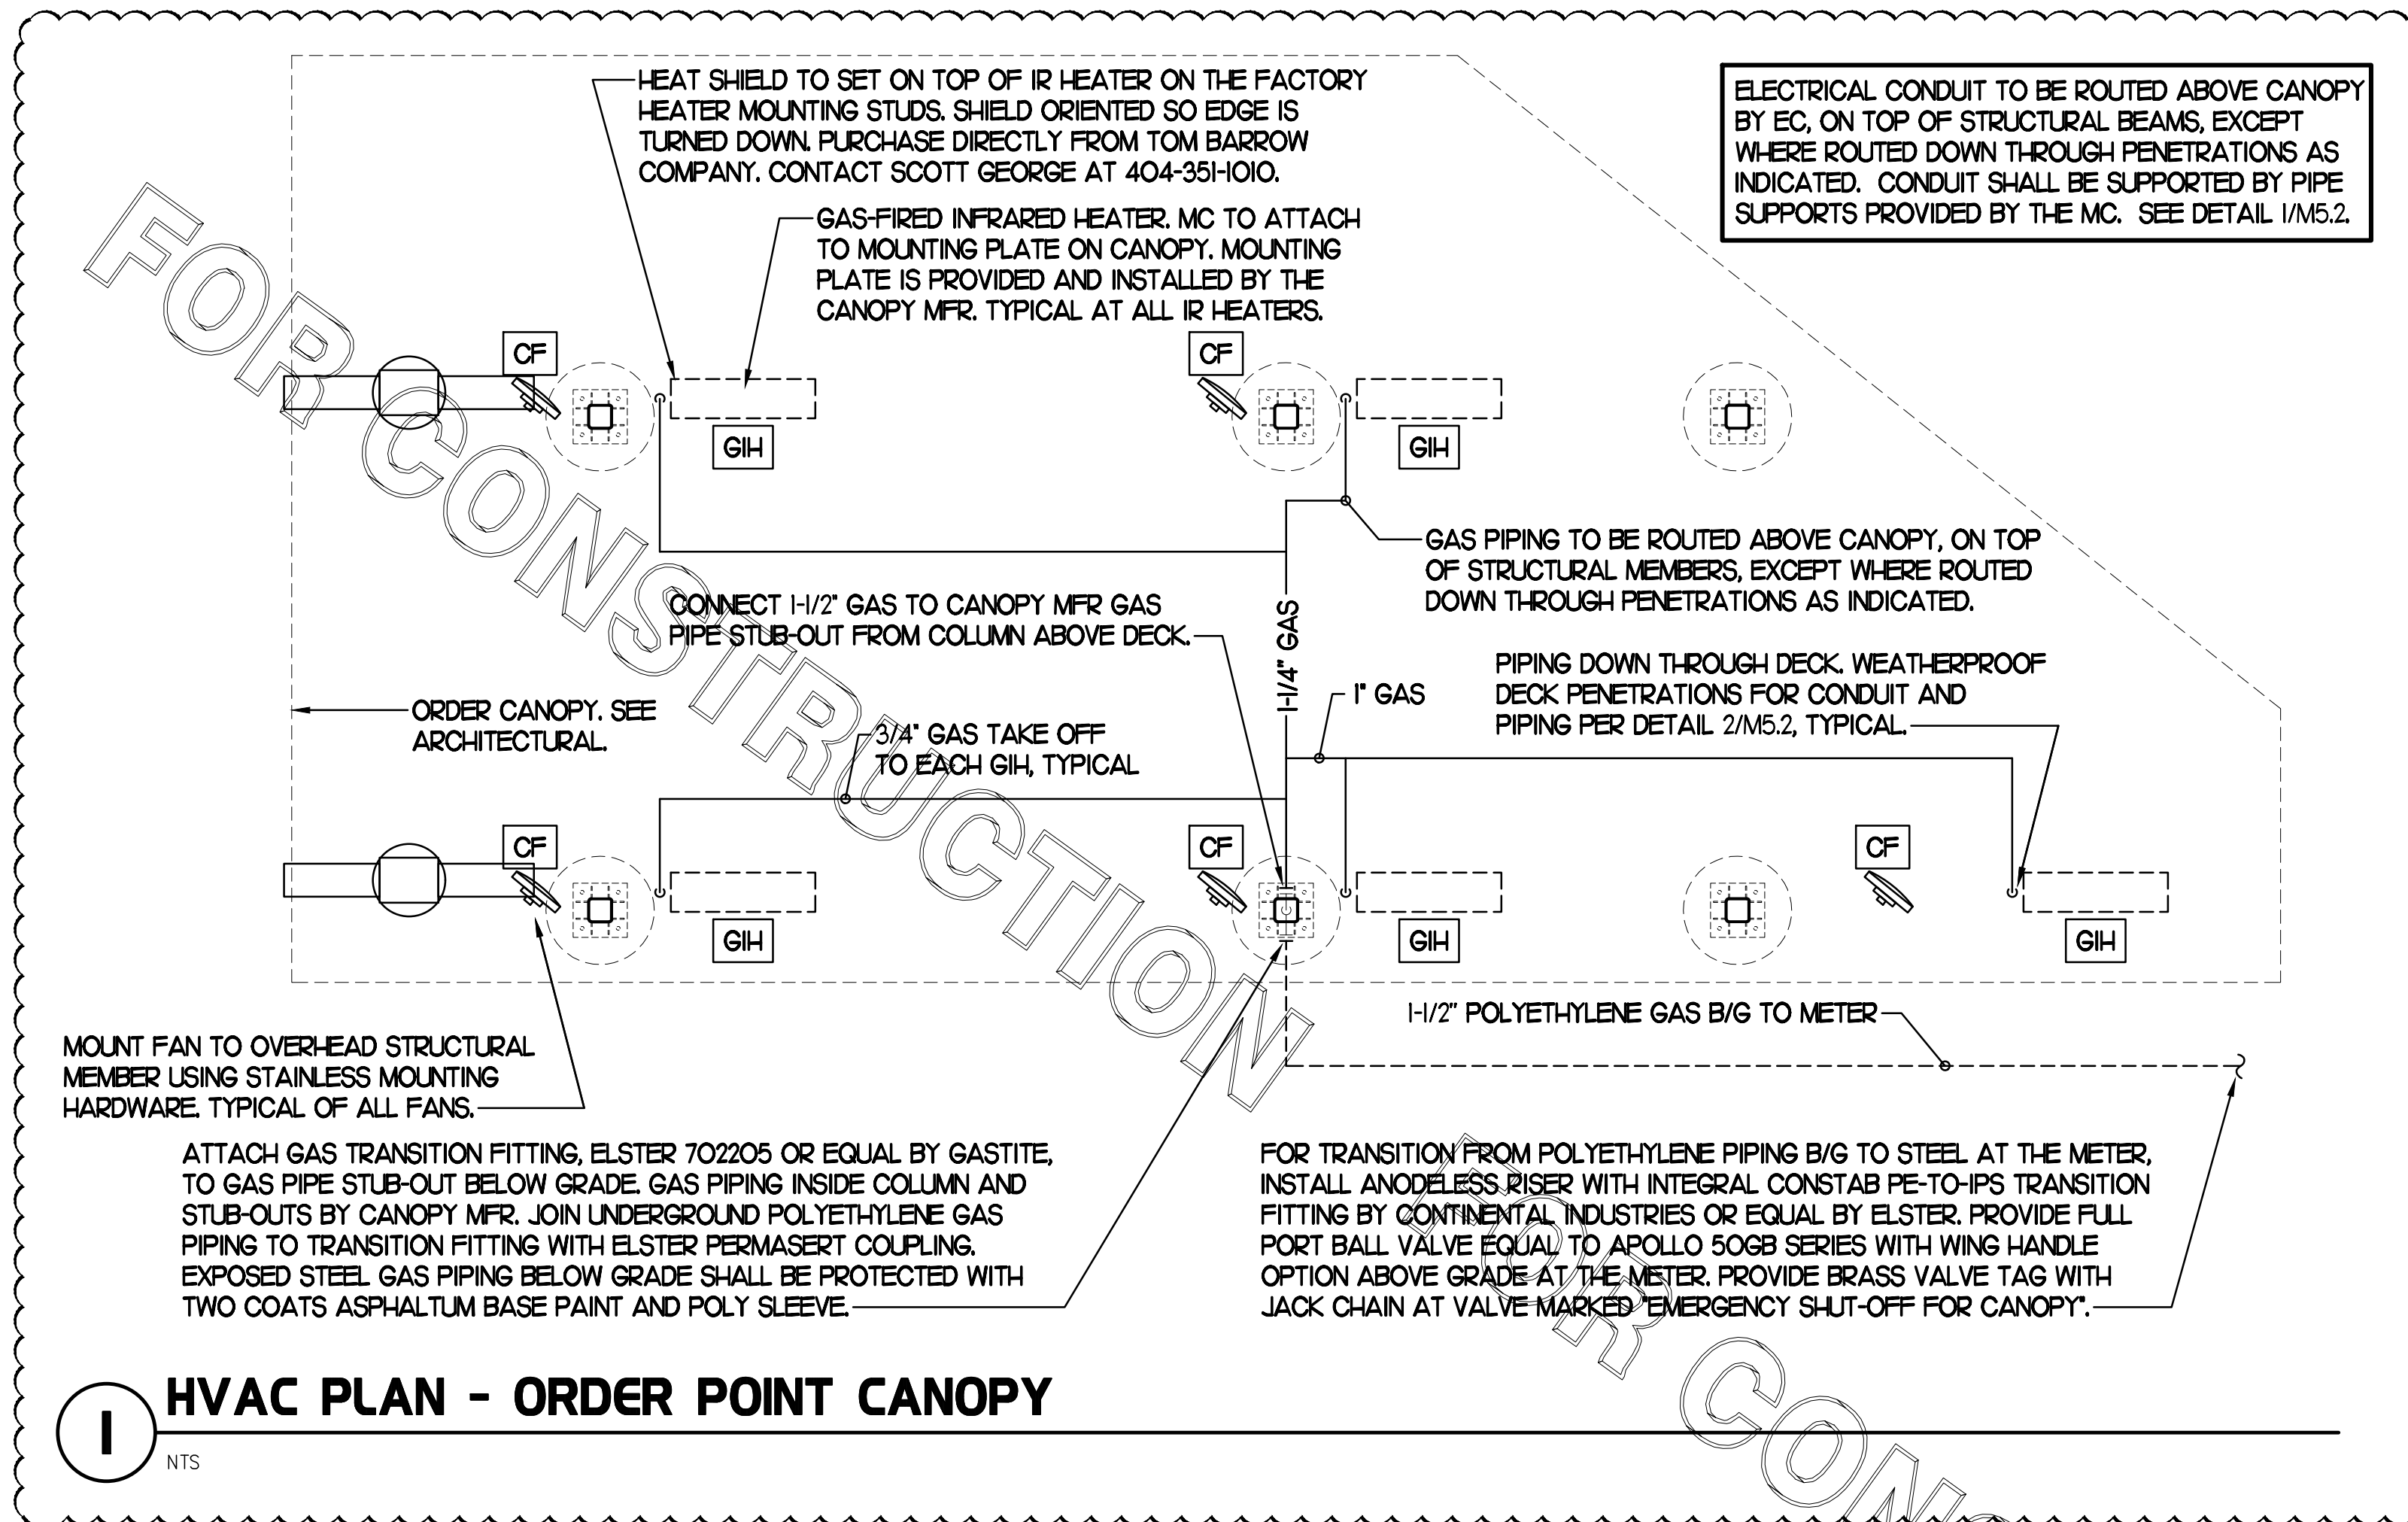 HEAT SHIELD TO SET ON TOP OF IR HEATER ON THE FACTORY
HEATER MOUNTING STUDS. SHIELD ORIENTED SO EDGE IS
TURNED DOWN. PURCHASE DIRECTLY FROM TOM BARROW
COMPANY. CONTACT SCOTT GEORGE AT 404-351-1010.
ELECTRICAL CONDUIT TO BE ROUTED ABOVE CANOPY
BY EC, ON TOP OF STRUCTURAL BEAMS, EXCEPT
WHERE ROUTED DOWN THROUGH PENETRATIONS AS
INDICATED. CONDUIT SHALL BE SUPPORTED BY PIPE
SUPPORTS PROVIDED BY THE MC. SEE DETAIL 1/M5.2.
GAS-FIRED INFRARED HEATER. MC TO ATTACH
TO MOUNTING PLATE ON CANOPY. MOUNTING
PLATE IS PROVIDED AND INSTALLED BY THE
CANOPY MFR. TYPICAL AT ALL IR HEATERS.
FOR CONSTRUCTION
CF
CF
GIH
GIH
GAS PIPING TO BE ROUTED ABOVE CANOPY, ON TOP
OF STRUCTURAL MEMBERS, EXCEPT WHERE ROUTED
DOWN THROUGH PENETRATIONS AS INDICATED.
CONNECT 1-1/2" GAS TO CANOPY MFR GAS
PIPE STUB-OUT FROM COLUMN ABOVE DECK.
1-1/4" GAS
1" GAS
PIPING DOWN THROUGH DECK. WEATHERPROOF
DECK PENETRATIONS FOR CONDUIT AND
PIPING PER DETAIL 2/M5.2, TYPICAL.
ORDER CANOPY. SEE
ARCHITECTURAL.
3/4" GAS TAKE OFF
TO EACH GIH, TYPICAL
CF
CF
CF
GIH
GIH
GIH
1-1/2" POLYETHYLENE GAS B/G TO METER
MOUNT FAN TO OVERHEAD STRUCTURAL
MEMBER USING STAINLESS MOUNTING
HARDWARE. TYPICAL OF ALL FANS.
ATTACH GAS TRANSITION FITTING, ELSTER 702205 OR EQUAL BY GASTITE,
TO GAS PIPE STUB-OUT BELOW GRADE. GAS PIPING INSIDE COLUMN AND
STUB-OUTS BY CANOPY MFR. JOIN UNDERGROUND POLYETHYLENE GAS
PIPING TO TRANSITION FITTING WITH ELSTER PERMASERT COUPLING.
EXPOSED STEEL GAS PIPING BELOW GRADE SHALL BE PROTECTED WITH
TWO COATS ASPHALTUM BASE PAINT AND POLY SLEEVE.
FOR TRANSITION FROM POLYETHYLENE PIPING B/G TO STEEL AT THE METER,
INSTALL ANODELESS RISER WITH INTEGRAL CONSTAB PE-TO-IPS TRANSITION
FITTING BY CONTINENTAL INDUSTRIES OR EQUAL BY ELSTER. PROVIDE FULL
PORT BALL VALVE EQUAL TO APOLLO 50GB SERIES WITH WING HANDLE
OPTION ABOVE GRADE AT THE METER. PROVIDE BRASS VALVE TAG WITH
JACK CHAIN AT VALVE MARKED "EMERGENCY SHUT-OFF FOR CANOPY".
FOR CON
1
HVAC PLAN - ORDER POINT CANOPY
NTS